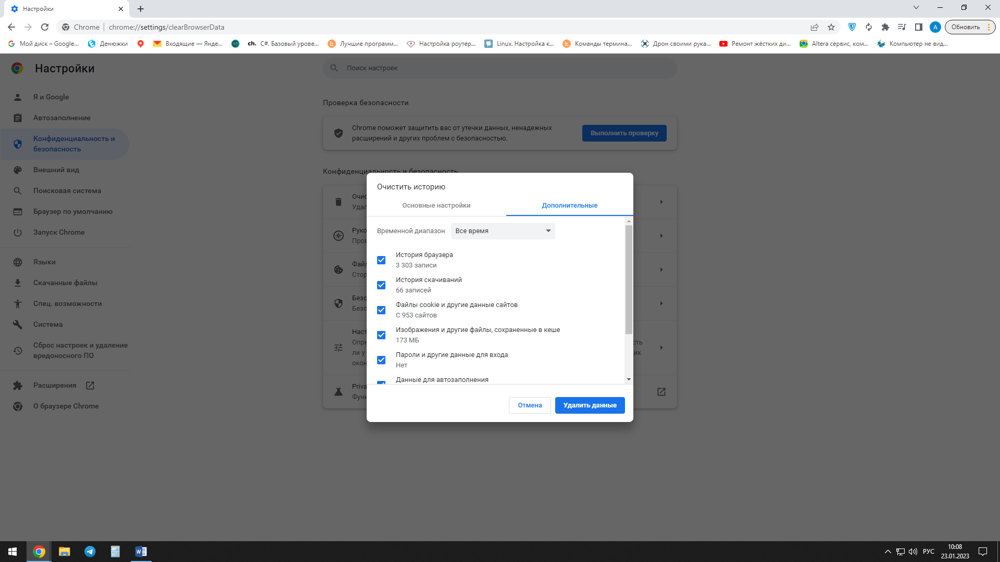 Настройки
Chrome
chrome://settings/clearBrowserData
A
Обновить
Мой диск – Google...
Денюжки
Входящие — Янде...
ch.
C#. Базовый урове...
lt
Лучшие программ...
Настройка роутер...
Linux. Настройка к...
lt
Команды термина...
Дрон своими рука...
Ремонт жёстких ди...
Altera сервис, ком...
Компьютер не вид...
Настройки
Поиск настроек
Я и Google
Автозаполнение
Конфиденциальность и
безопасность
Внешний вид
Поисковая система
Браузер по умолчанию
Запуск Chrome
Языки
Скачанные файлы
Спец. возможности
Система
Сброс настроек и удаление
вредоносного ПО
Расширения
О браузере Chrome
Проверка безопасности
Chrome поможет защитить вас от утечки данных, ненадежных
расширений и других проблем с безопасностью.
Выполнить проверку
Конфиденциальность и безопасность
Очис
Удал
Руко
Пров
Файл
Стор
Безо
Безо
Наст
Опре
ли у
окон
сть
их
Priva
Функ
Очистить историю
Основные настройки
Дополнительные
Временной диапазон
Все время
История браузера
3 303 записи
История скачиваний
66 записей
Файлы cookie и другие данные сайтов
С 953 сайтов
Изображения и другие файлы, сохраненные в кеше
173 МБ
Пароли и другие данные для входа
Нет
Данные для автозаполнения
Отмена
Удалить данные
РУС
10:08
23.01.2023